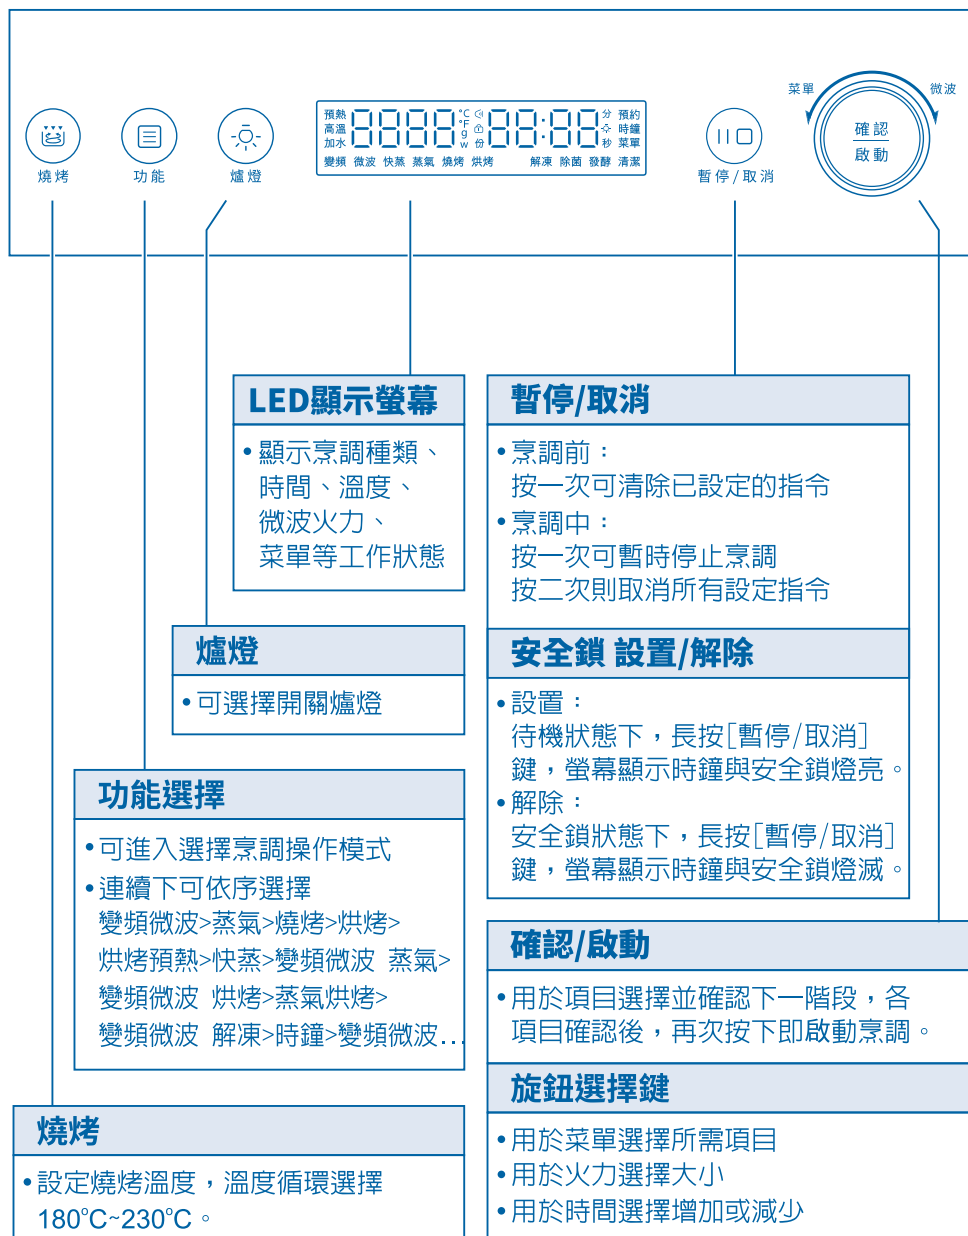 菜單
微波
確認
啟動
燒烤
功能
爐燈
預熱
高溫
加水
°C
°F
g
w
份
分
秒
預約
時鐘
菜單
88:88
8888
變頻 微波 快蒸 蒸氣 燒烤 烘烤 解凍 除菌 發酵 清潔
暫停/取消
LED顯示螢幕
•顯示烹調種類、
時間、溫度、
微波火力、
菜單等工作狀態
爐燈
•可選擇開關爐燈
功能選擇
•可進入選擇烹調操作模式
•連續下可依序選擇
變頻微波>蒸氣>燒烤>烘烤>
烘烤預熱>快蒸>變頻微波 蒸氣>
變頻微波 烘烤>蒸氣烘烤>
變頻微波 解凍>時鐘>變頻微波...
燒烤
•設定燒烤溫度，溫度循環選擇
180°C~230°C。
暫停/取消
•烹調前：
按一次可清除已設定的指令
•烹調中：
按一次可暫時停止烹調
按二次則取消所有設定指令
安全鎖 設置/解除
•設置：
待機狀態下，長按[暫停/取消]
鍵，螢幕顯示時鐘與安全鎖燈亮。
•解除：
安全鎖狀態下，長按[暫停/取消]
鍵，螢幕顯示時鐘與安全鎖燈滅。
確認/啟動
•用於項目選擇並確認下一階段，各
項目確認後，再次按下即啟動烹調。
旋鈕選擇鍵
•用於菜單選擇所需項目
•用於火力選擇大小
•用於時間選擇增加或減少